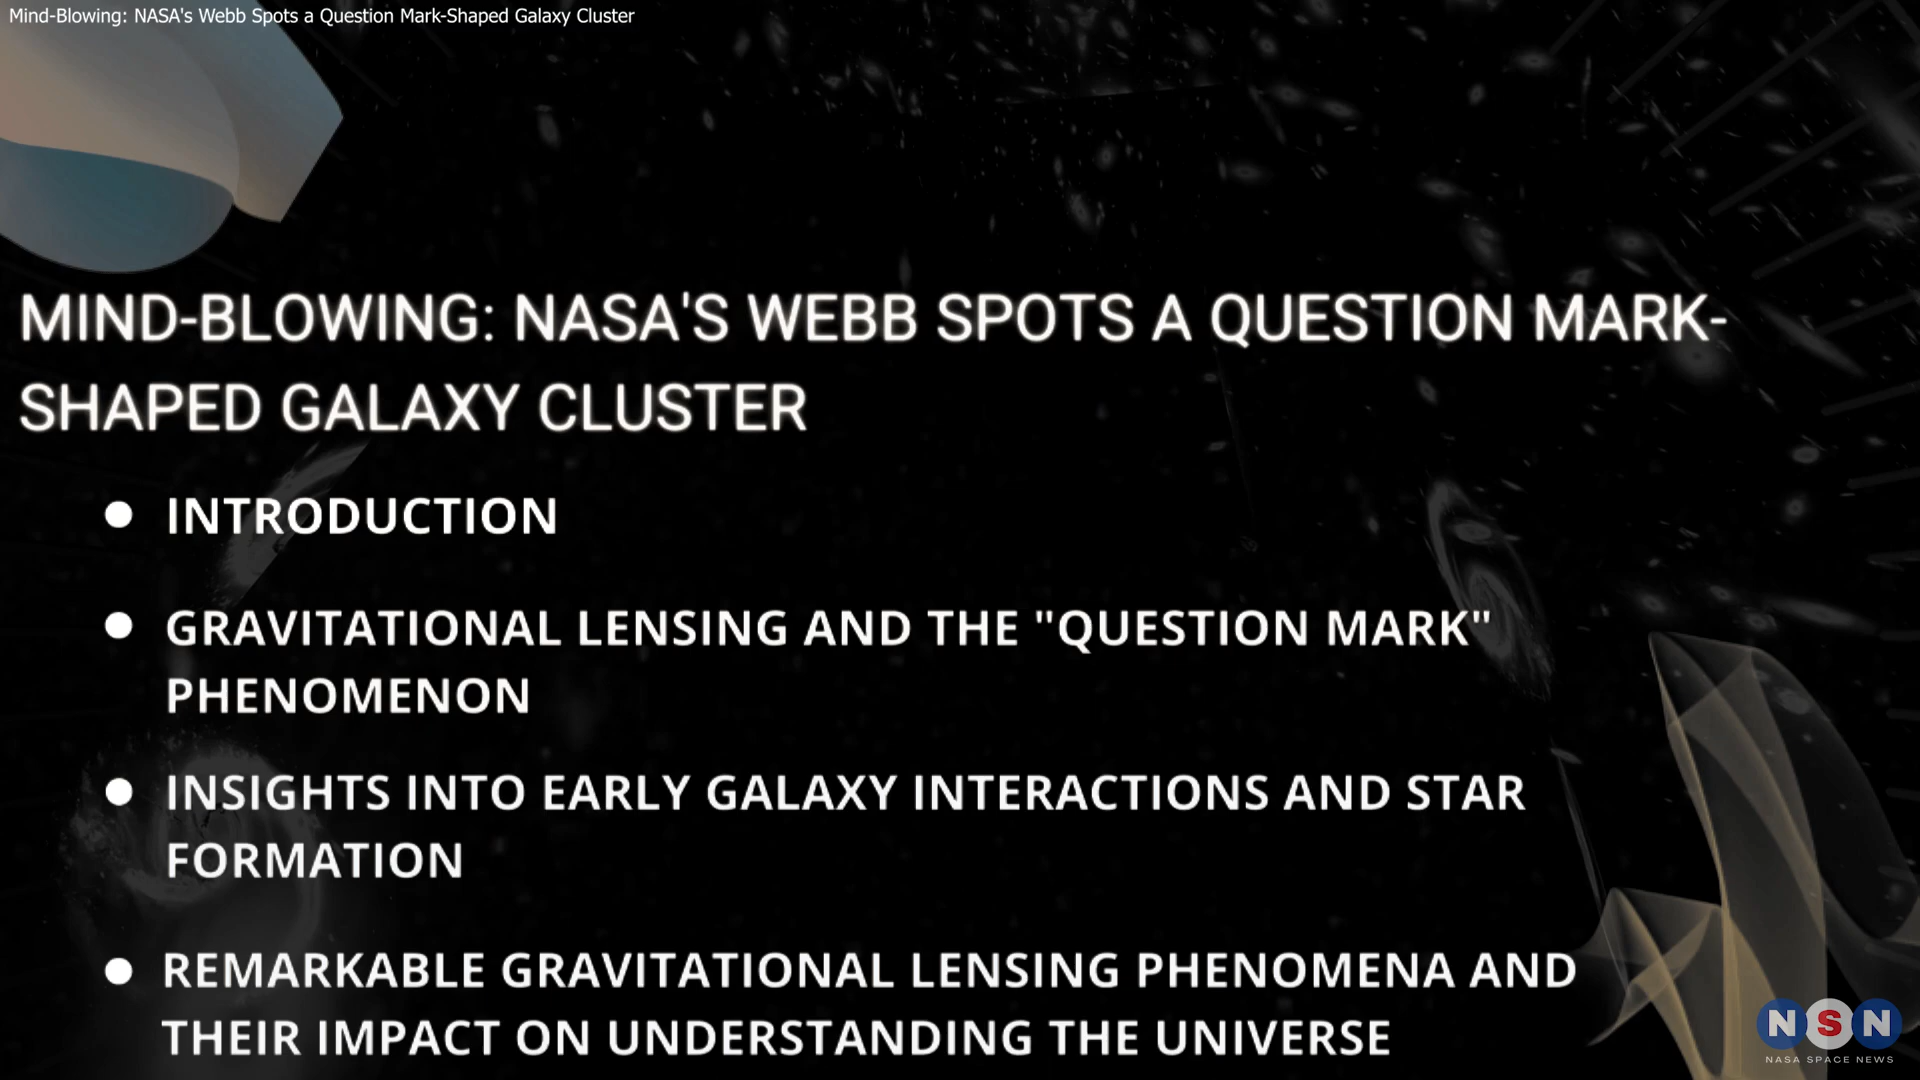 Mind-Blowing: NASA's Webb Spots a Question Mark-Shaped Galaxy Cluster
MIND-BLOWING: NASA'S WEBB SPOTS A QUESTION MARK-
SHAPED GALAXY CLUSTER
● INTRODUCTION
● GRAVITATIONAL LENSING AND THE "QUESTION MARK"
PHENOMENON
● INSIGHTS INTO EARLY GALAXY INTERACTIONS AND STAR
FORMATION
● REMARKABLE GRAVITATIONAL LENSING PHENOMENA AND
THEIR IMPACT ON UNDERSTANDING THE UNIVERSE
NSN
NASA SPACE NEWS